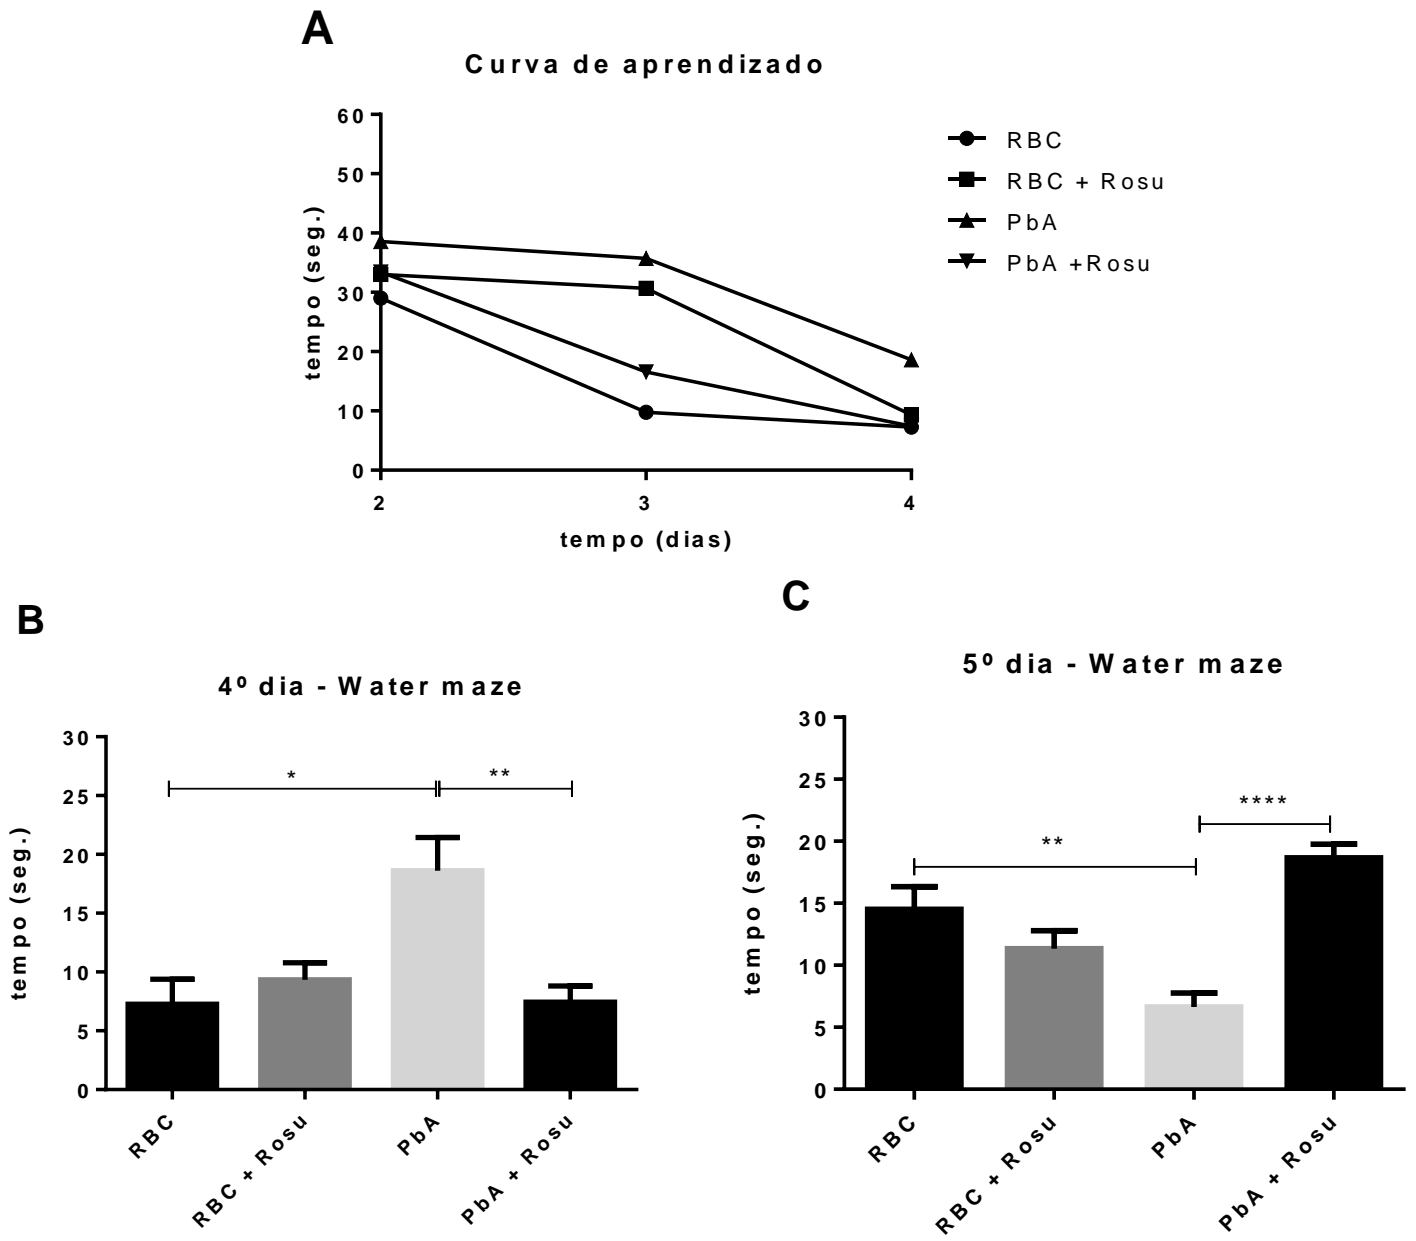 A
Curva de aprendizado
60
50
40
30
20
10
0
tempo (seg.)
2 3 4
tempo (dias)
RBC
RBC + Rosu
PbA
PbA +Rosu
B
4º dia - Water maze
30
25
20
15
10
5
0
tempo (seg.)
*
**
RBC
RBC + Rosu
PbA
PbA + Rosu
C
5º dia - Water maze
30
25
20
15
10
5
0
tempo (seg.)
**
****
RBC
RBC + Rosu
PbA
PbA + Rosu